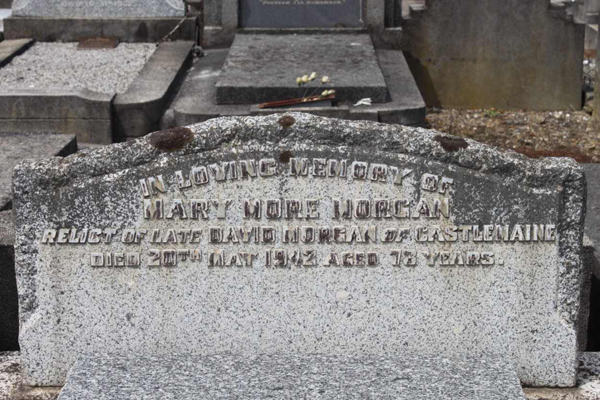 IN LOVING MEMORY OF
MARY MORE MORGAN
RELICT OF LATE DAVID MORGAN OF CASTLEMAINE
DIED 20TH MAY 1942 AGED 73 YEARS.